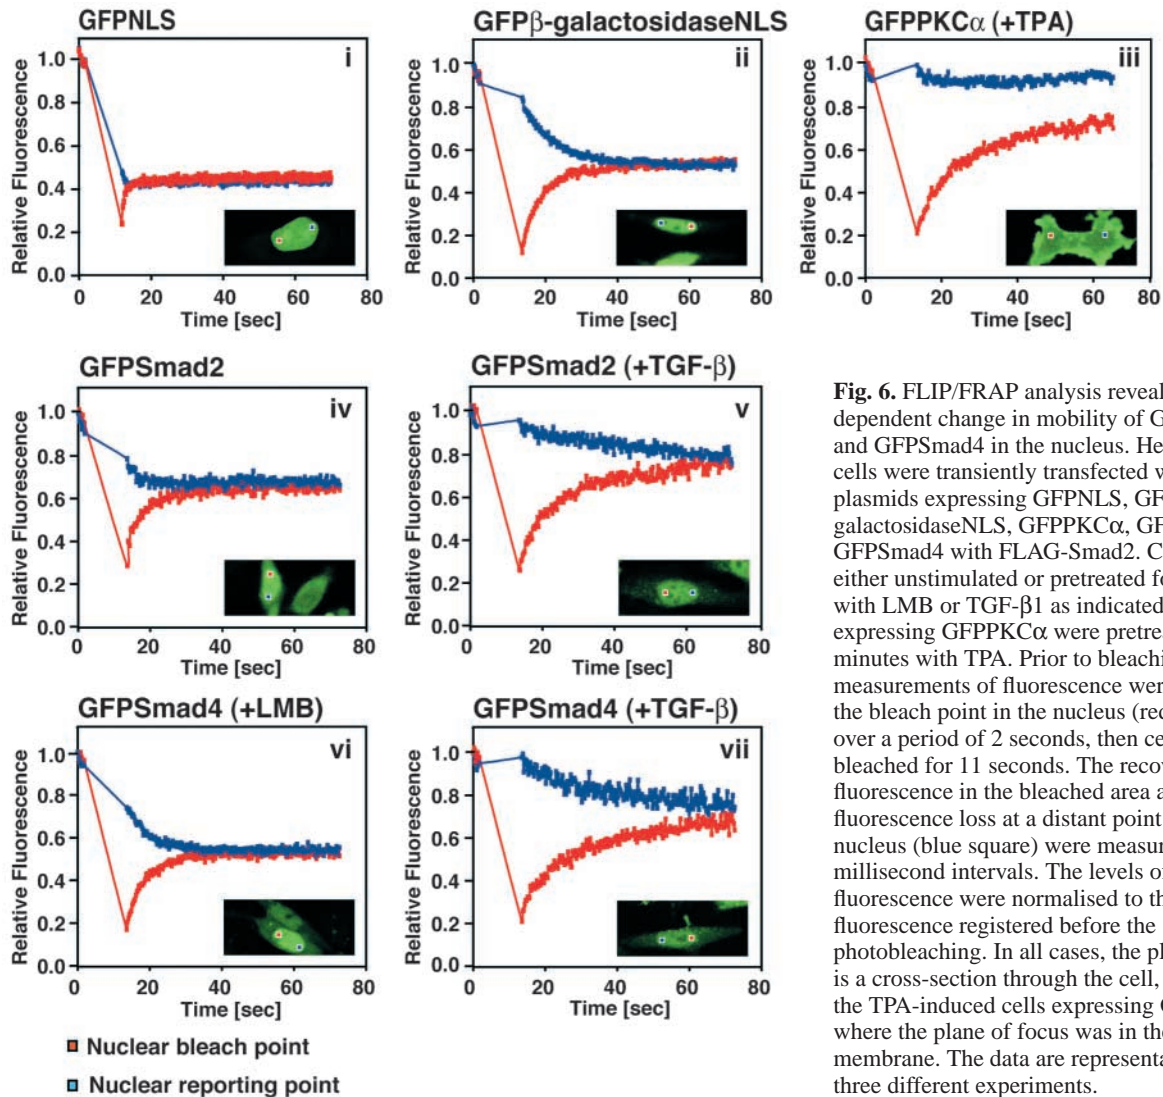 GFPNLS
i
Relative Fluorescence
1.0
0.8
0.6
0.4
0.2
0.0
0 20 40 60 80
Time [sec]
GFPβ-galactosidaseNLS
ii
Relative Fluorescence
1.0
0.8
0.6
0.4
0.2
0.0
0 20 40 60 80
Time [sec]
GFPPKCα (+TPA)
iii
Relative Fluorescence
1.0
0.8
0.6
0.4
0.2
0.0
0 20 40 60 80
Time [sec]
GFPSmad2
iv
Relative Fluorescence
1.0
0.8
0.6
0.4
0.2
0.0
0 20 40 60 80
Time [sec]
GFPSmad2 (+TGF-β)
v
Relative Fluorescence
1.0
0.8
0.6
0.4
0.2
0.0
0 20 40 60 80
Time [sec]
GFPSmad4 (+LMB)
vi
Relative Fluorescence
1.0
0.8
0.6
0.4
0.2
0.0
0 20 40 60 80
Time [sec]
GFPSmad4 (+TGF-β)
vii
Relative Fluorescence
1.0
0.8
0.6
0.4
0.2
0.0
0 20 40 60 80
Time [sec]
Nuclear bleach point
Nuclear reporting point
Fig. 6. FLIP/FRAP analysis reveal
dependent change in mobility of G
and GFPSmad4 in the nucleus. He
cells were transiently transfected w
plasmids expressing GFPNLS, GF
galactosidaseNLS, GFPPKCα, GF
GFPSmad4 with FLAG-Smad2. C
either unstimulated or pretreated fo
with LMB or TGF-β1 as indicated
expressing GFPPKCα were pretre
minutes with TPA. Prior to bleachi
measurements of fluorescence wer
the bleach point in the nucleus (red
over a period of 2 seconds, then ce
bleached for 11 seconds. The recov
fluorescence in the bleached area a
fluorescence loss at a distant point
nucleus (blue square) were measur
millisecond intervals. The levels of
fluorescence were normalised to th
fluorescence registered before the
photobleaching. In all cases, the pl
is a cross-section through the cell,
the TPA-induced cells expressing G
where the plane of focus was in the
membrane. The data are representa
three different experiments.